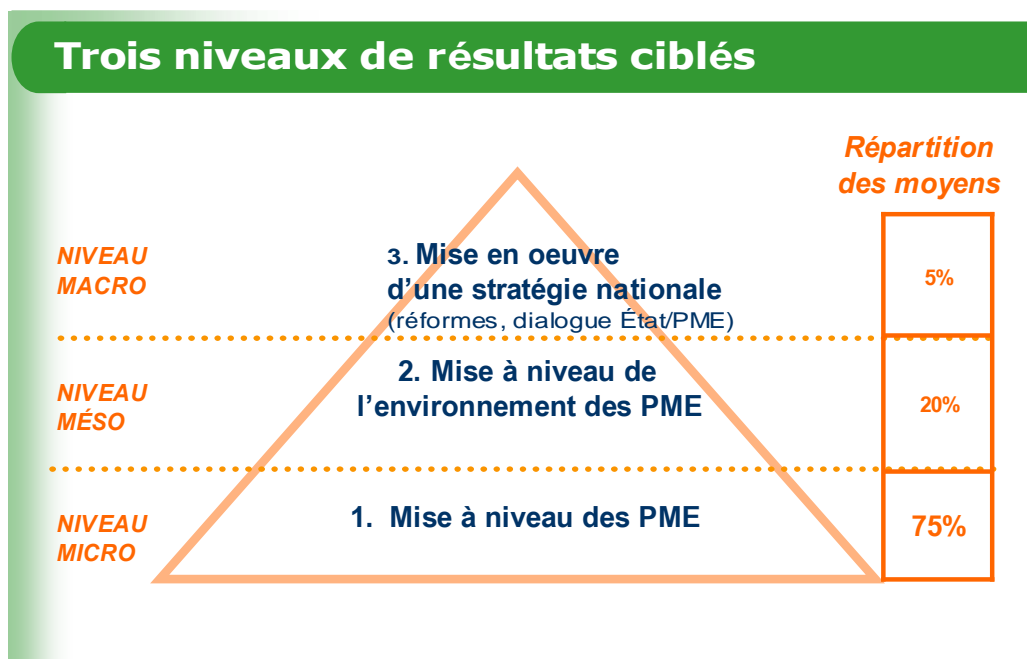 Trois niveaux de résultats ciblés
Répartition
des moyens
NIVEAU
MACRO
3. Mise en oeuvre
d’une stratégie nationale
(réformes, dialogue État/PME)
5%
NIVEAU
MÉSO
2. Mise à niveau de
l’environnement des PME
20%
NIVEAU
MICRO
1. Mise à niveau des PME
75%